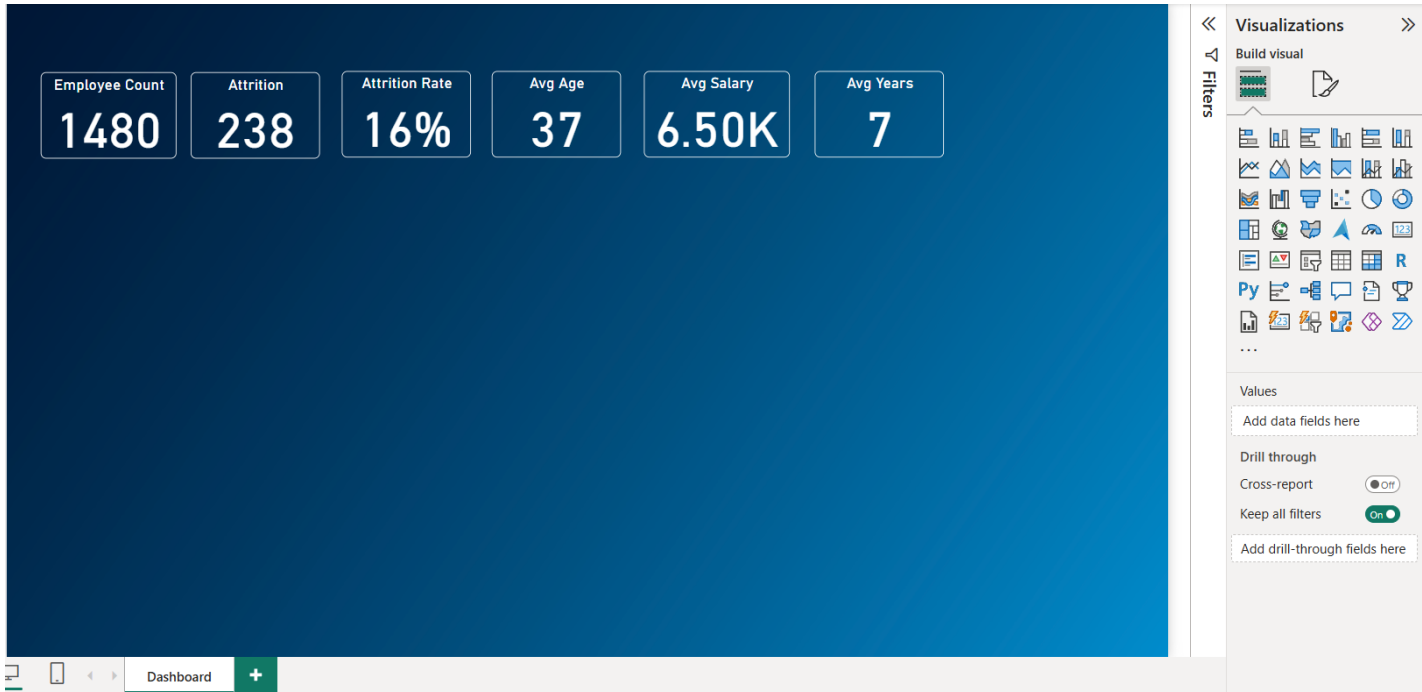 Employee Count
1480
Attrition
238
Attrition Rate
16%
Avg Age
37
Avg Salary
6.50K
Avg Years
7
Filters
Visualizations
Build visual
123
R
Py
123
...
Values
Add data fields here
Drill through
Cross-report
Off
Keep all filters
On
Add drill-through fields here
Dashboard
+